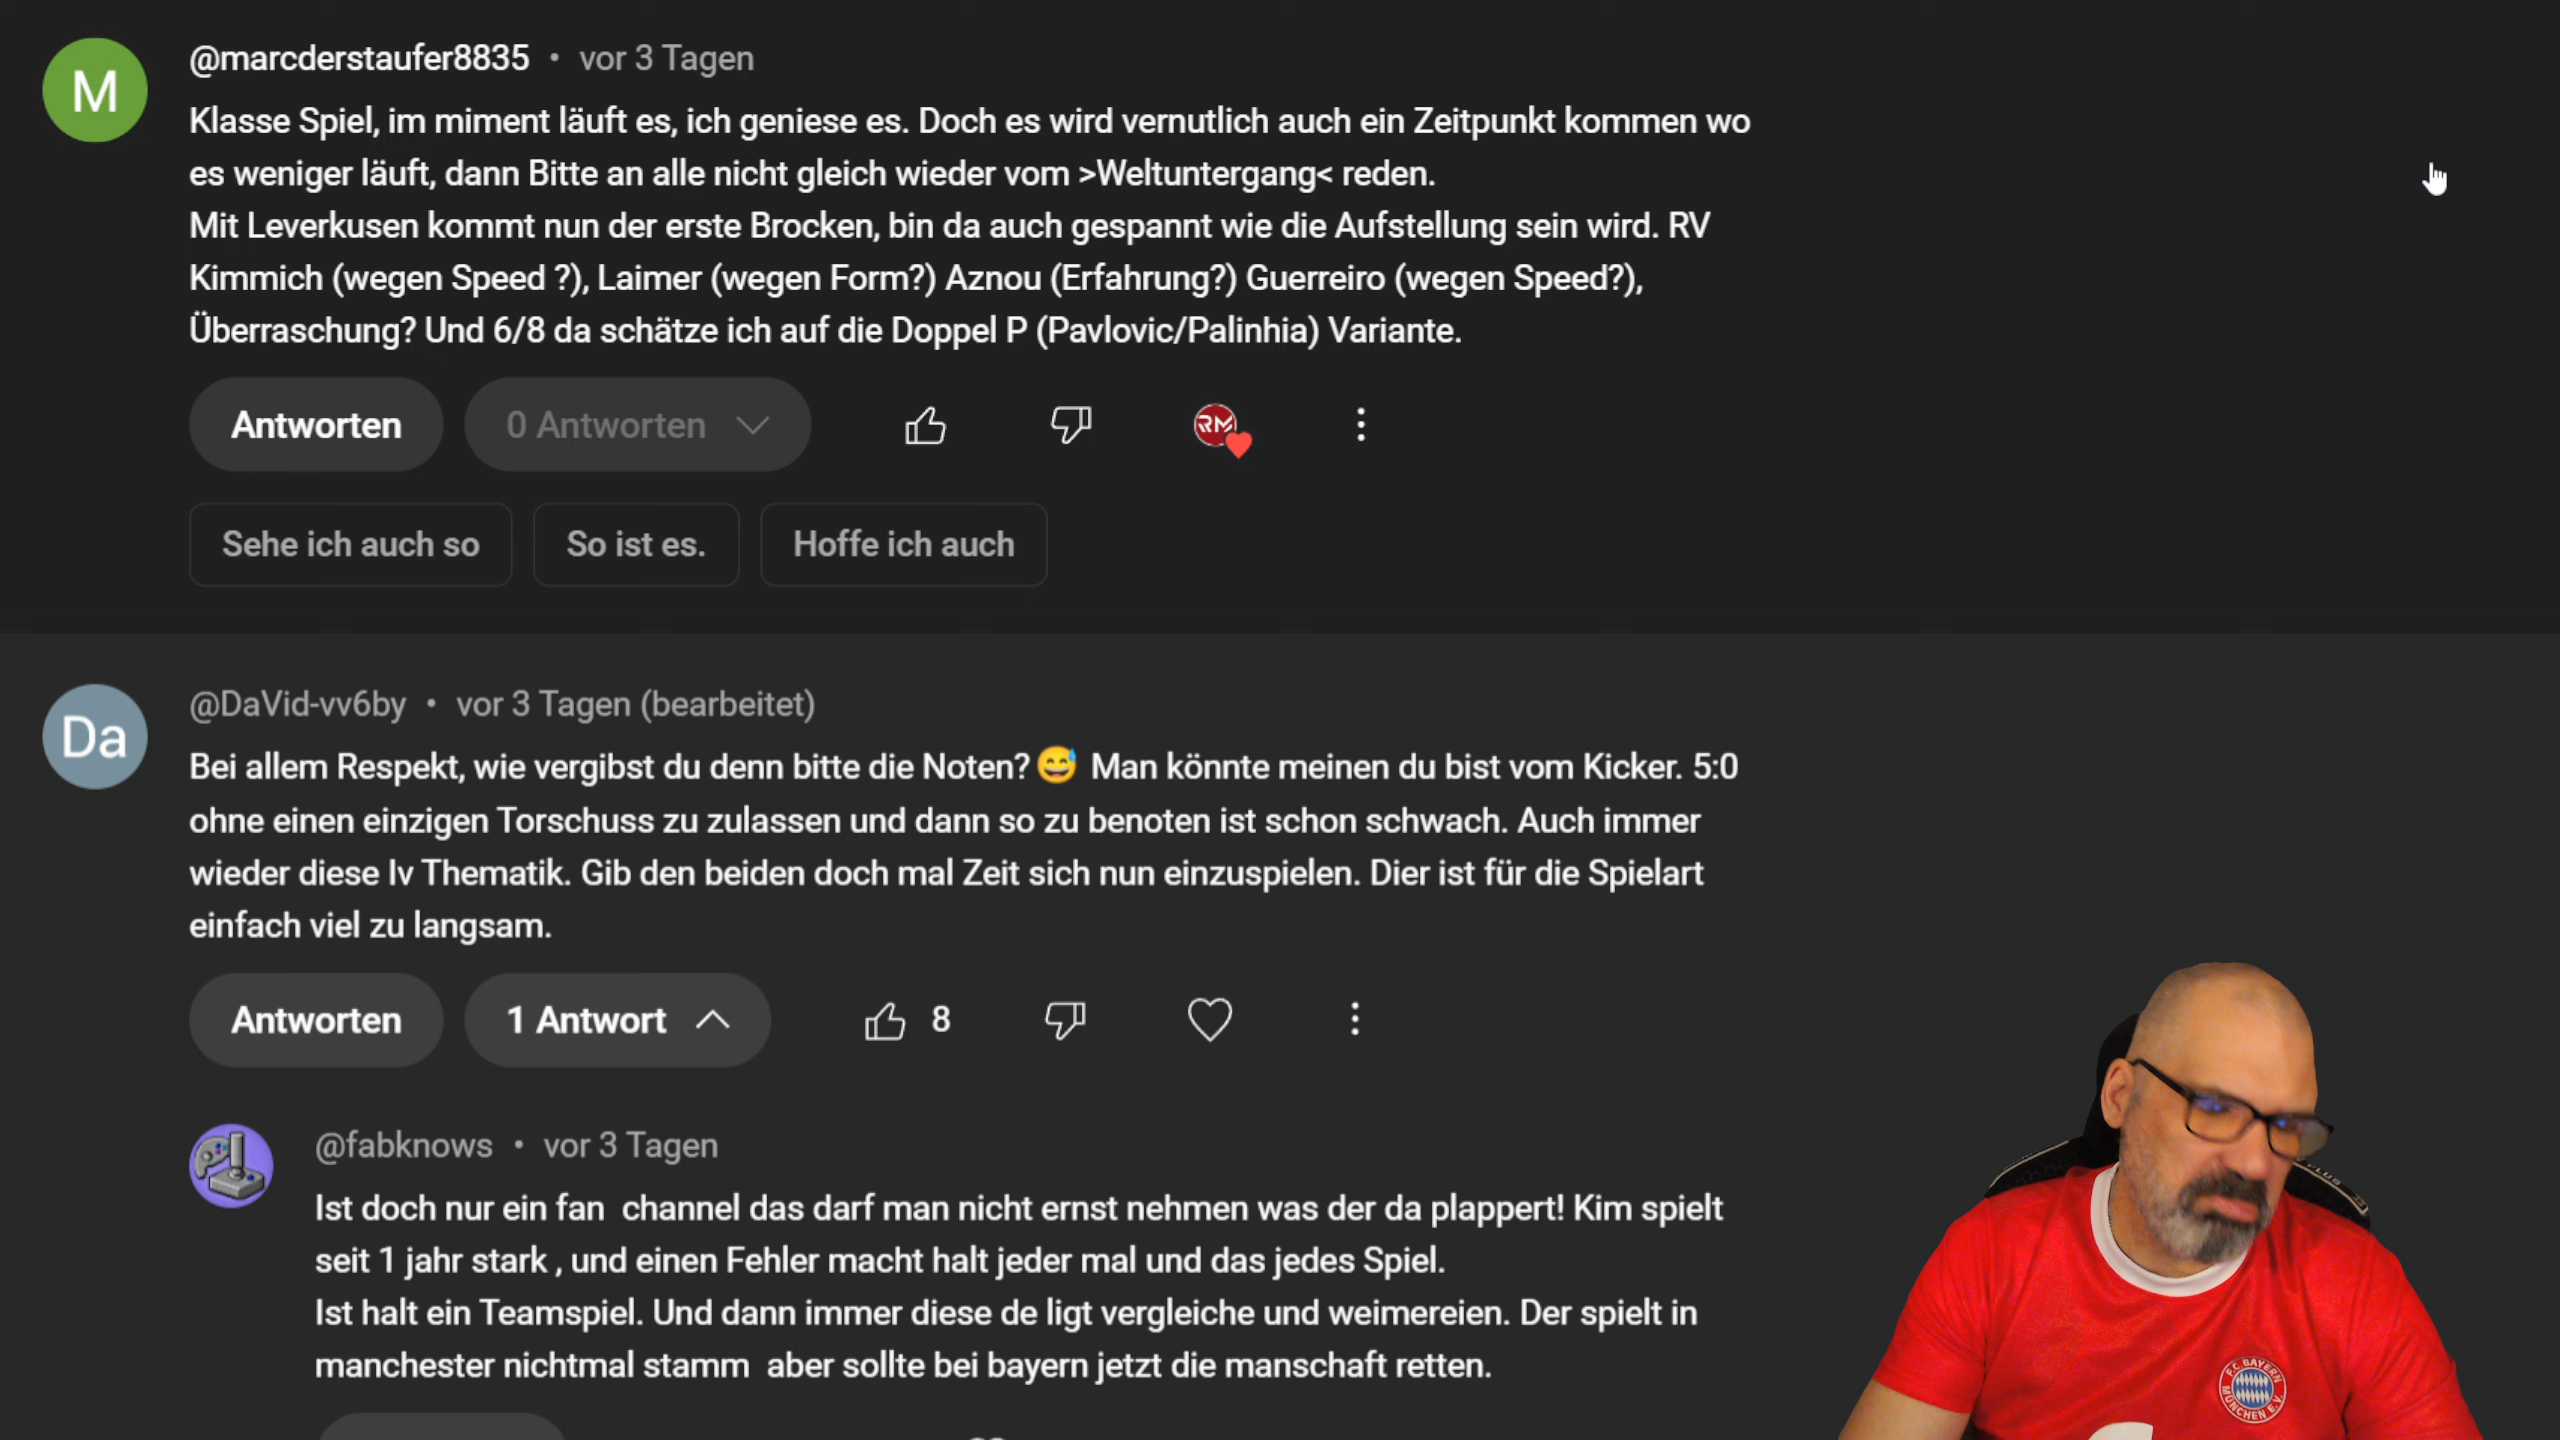 M
@marcderstaufer8835 • vor 3 Tagen
Klasse Spiel, im miment läuft es, ich geniese es. Doch es wird vernutlich auch ein Zeitpunkt kommen wo
es weniger läuft, dann Bitte an alle nicht gleich wieder vom >Weltuntergang< reden.
Mit Leverkusen kommt nun der erste Brocken, bin da auch gespannt wie die Aufstellung sein wird. RV
Kimmich (wegen Speed ?), Laimer (wegen Form?) Aznou (Erfahrung?) Guerreiro (wegen Speed?),
Überraschung? Und 6/8 da schätze ich auf die Doppel P (Pavlovic/Palinhia) Variante.
Antworten 0 Antworten RM
Sehe ich auch so So ist es. Hoffe ich auch
Da
@DaVid-vv6by • vor 3 Tagen (bearbeitet)
Bei allem Respekt, wie vergibst du denn bitte die Noten?😅 Man könnte meinen du bist vom Kicker. 5:0
ohne einen einzigen Torschuss zu zulassen und dann so zu benoten ist schon schwach. Auch immer
wieder diese Iv Thematik. Gib den beiden doch mal Zeit sich nun einzuspielen. Dier ist für die Spielart
einfach viel zu langsam.
Antworten 1 Antwort 8
@fabknows • vor 3 Tagen
Ist doch nur ein fan  channel das darf man nicht ernst nehmen was der da plappert! Kim spielt
seit 1 jahr stark , und einen Fehler macht halt jeder mal und das jedes Spiel.
Ist halt ein Teamspiel. Und dann immer diese de ligt vergleiche und weimereien. Der spielt in
manchester nichtmal stamm  aber sollte bei bayern jetzt die manschaft retten.
F.C. BAYERN
MÜNCHEN E.V.